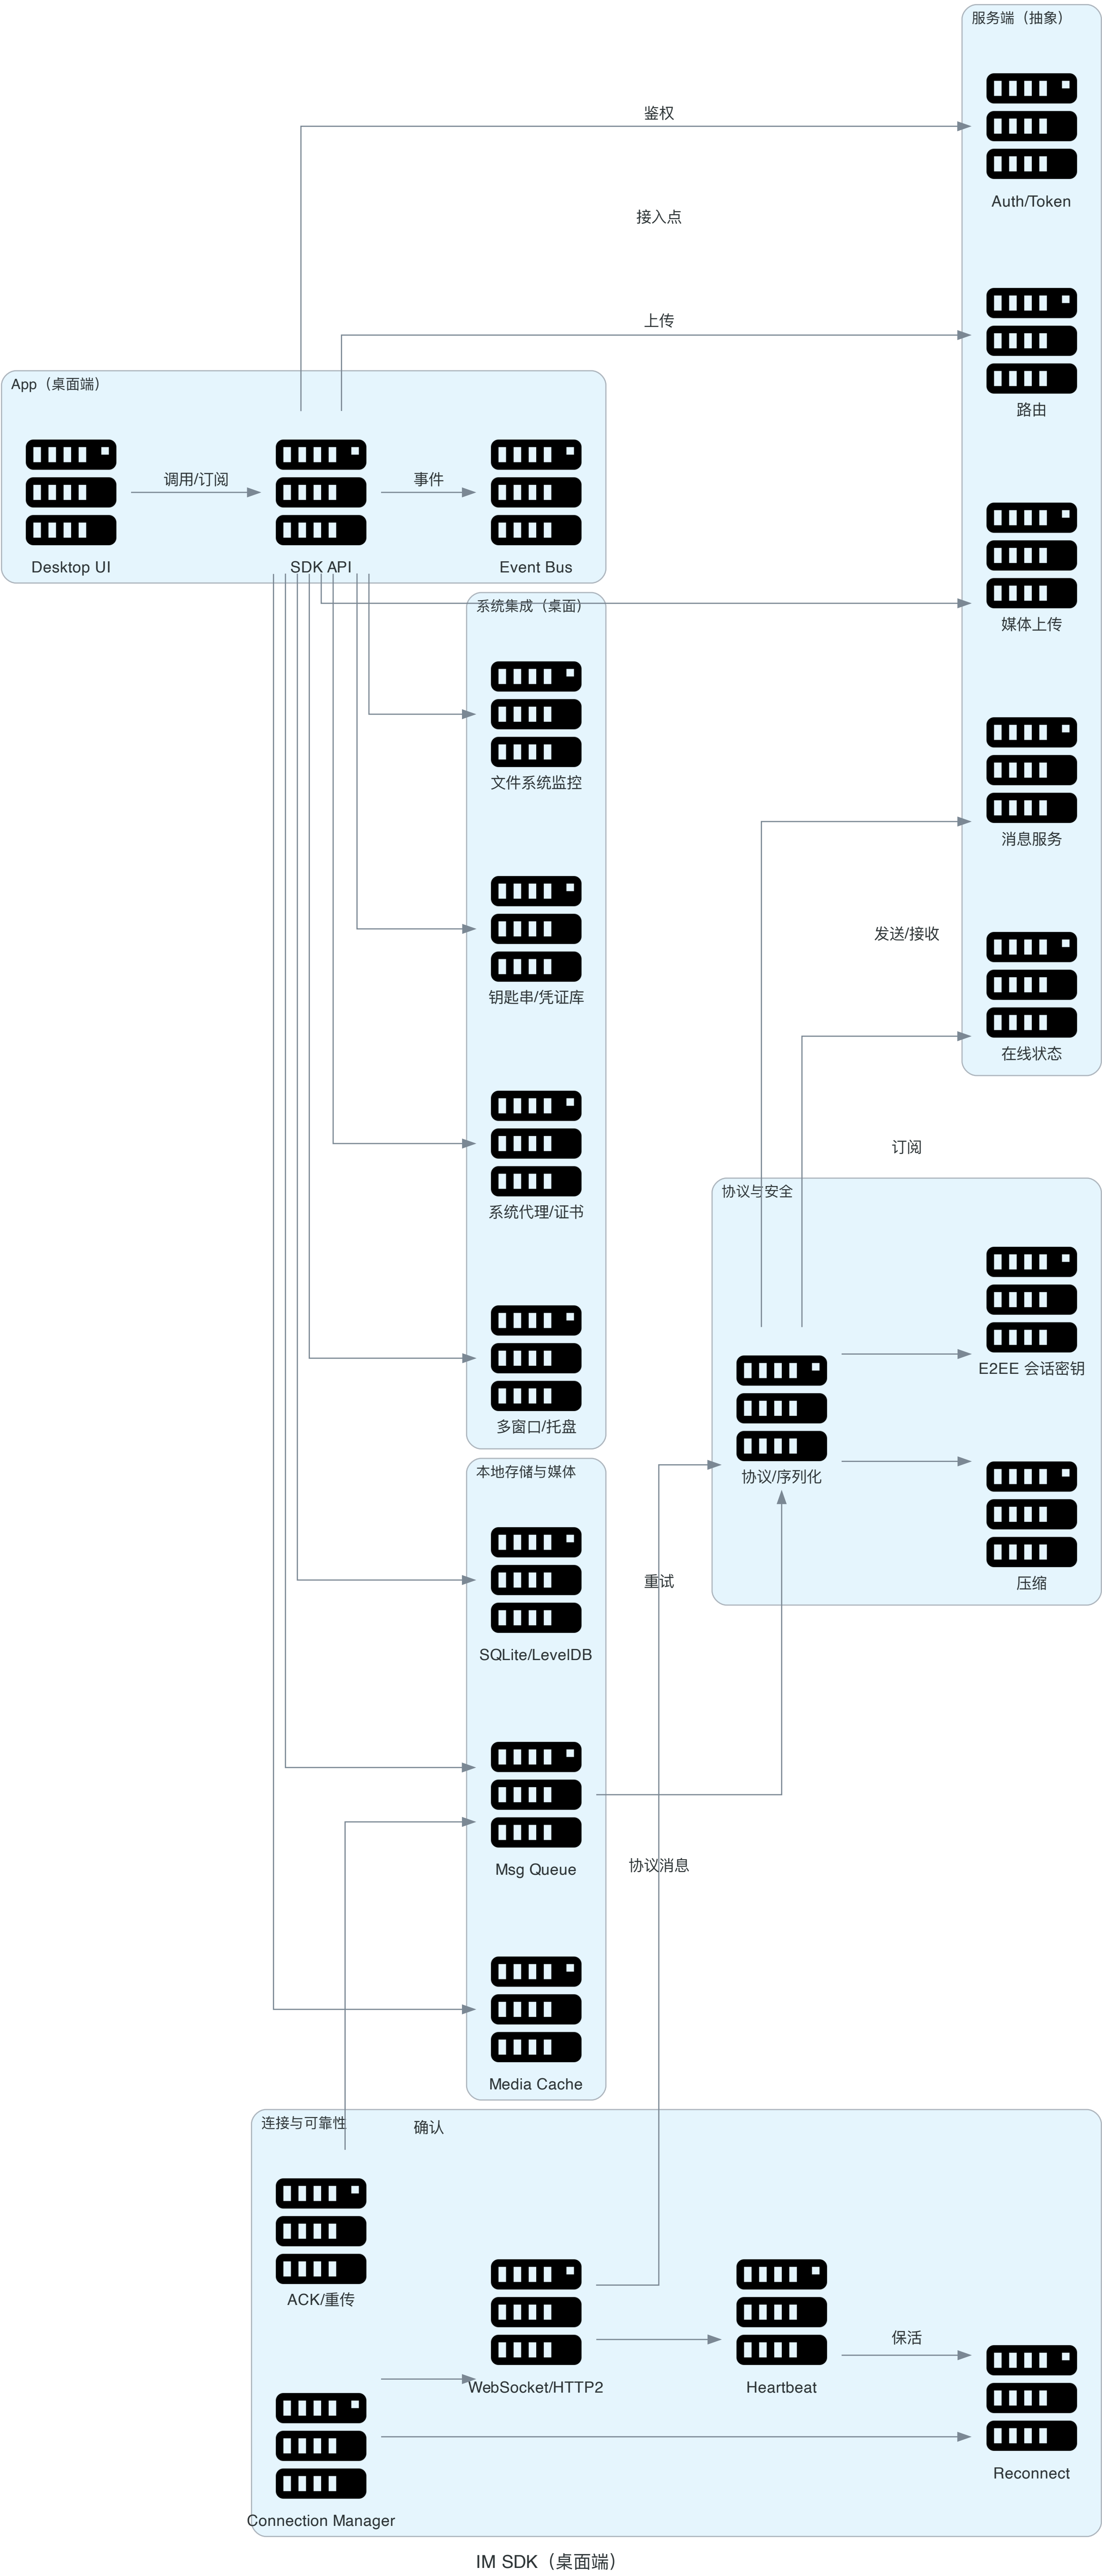 服务端（抽象）
鉴权
Auth/Token
接入点
上传
路由
App（桌面端）
调用/订阅
事件
Desktop UI
SDK API
Event Bus
系统集成（桌面）
媒体上传
文件系统监控
消息服务
发送/接收
钥匙串/凭证库
在线状态
订阅
协议与安全
系统代理/证书
E2EE 会话密钥
多窗口/托盘
本地存储与媒体
协议/序列化
重试
压缩
SQLite/LevelDB
协议消息
Msg Queue
Media Cache
连接与可靠性
确认
ACK/重传
保活
WebSocket/HTTP2
Heartbeat
Reconnect
Connection Manager
IM SDK（桌面端）